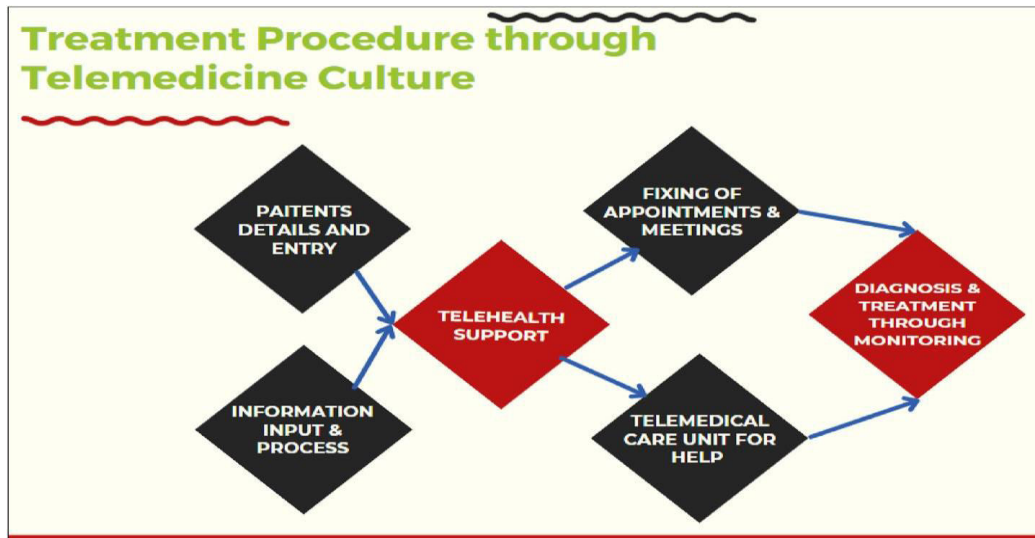 Treatment Procedure through
Telemedicine Culture
PAITENTS
DETAILS AND
ENTRY
INFORMATION
INPUT &
PROCESS
TELEHEALTH
SUPPORT
FIXING OF
APPOINTMENTS &
MEETINGS
TELEMEDICAL
CARE UNIT FOR
HELP
DIAGNOSIS &
TREATMENT
THROUGH
MONITORING